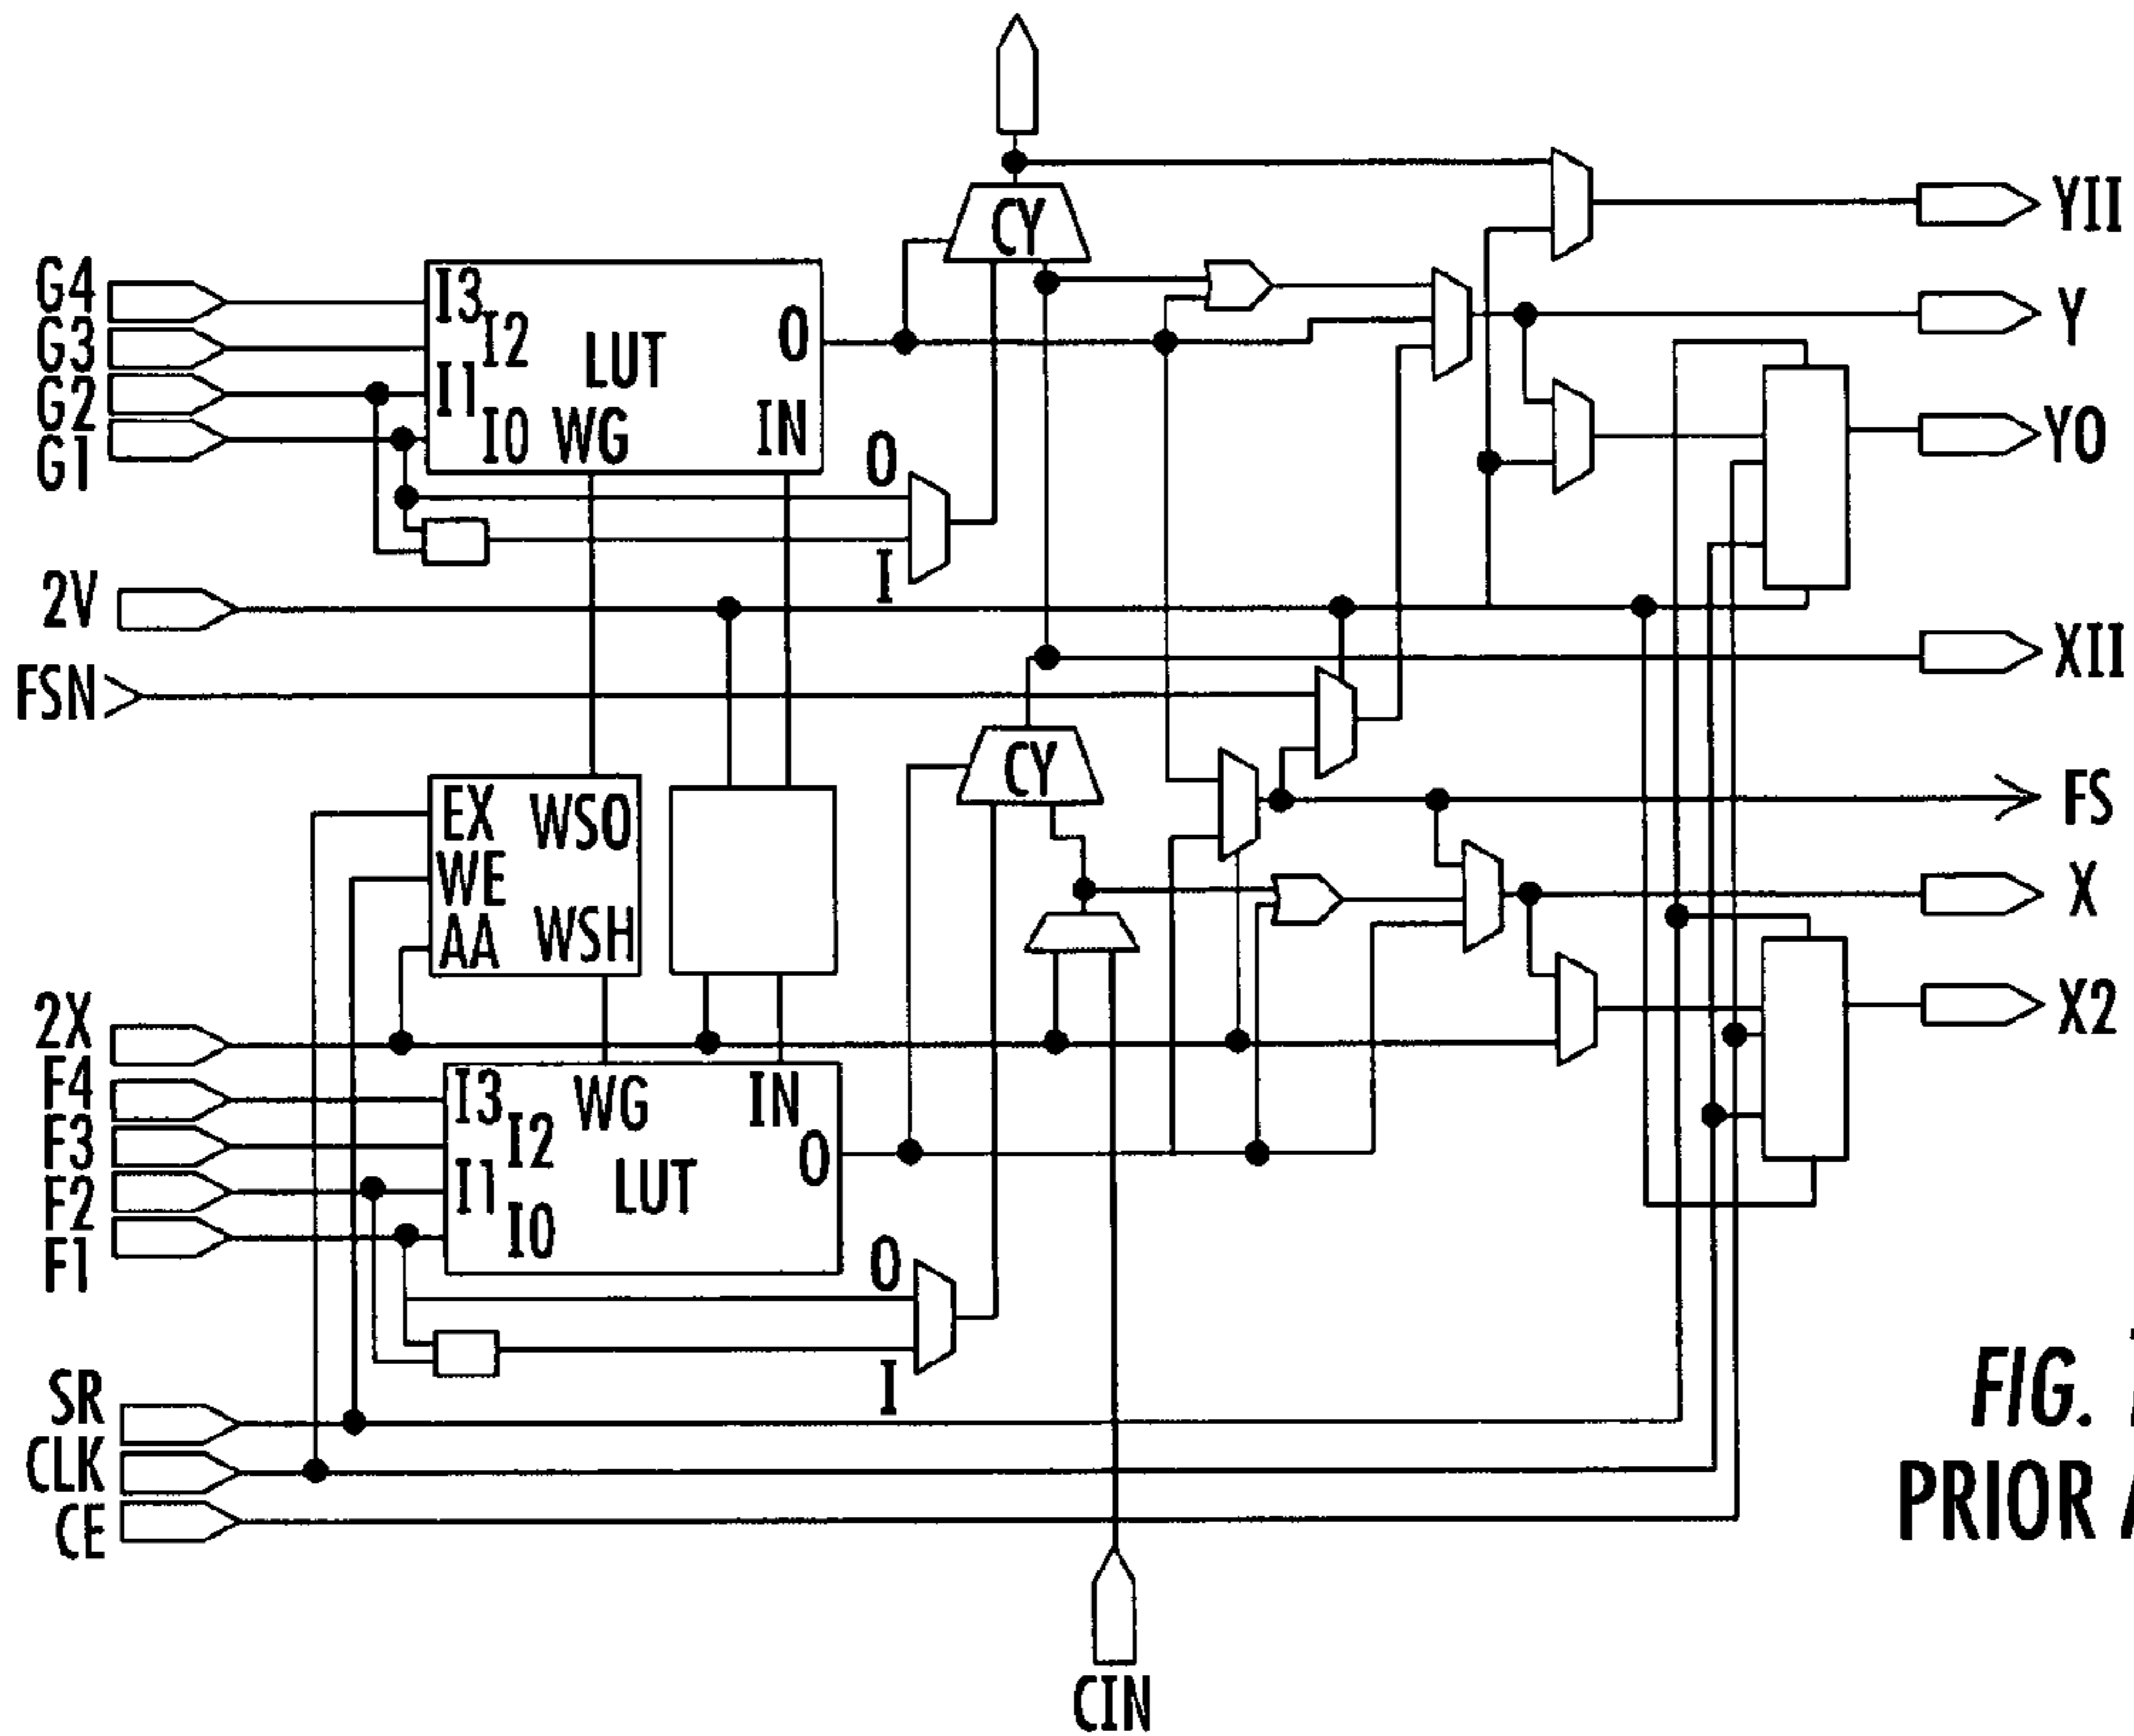 CY
YII
G4
I3
Y
G3
I2
LUT
O
G2
I1
YO
G1
IO
WG
IN
O
I
2V
XII
FSN
CY
FS
EX
WSO
WE
X
AA
WSH
2X
X2
F4
I3
WG
IN
F3
I2
O
F2
I1
LUT
F1
IO
O
I
SR
FIG.
CLK
PRIOR
CE
CIN